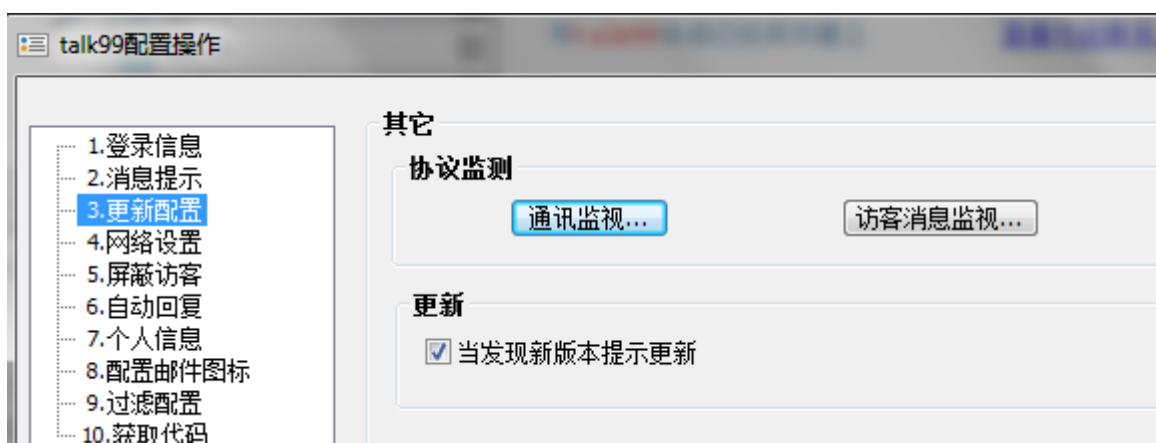 talk99配置操作
1.登录信息
2.消息提示
3.更新配置
4.网络设置
5.屏蔽访客
6.自动回复
7.个人信息
8.配置邮件图标
9.过滤配置
10.获取代码
其它
协议监测
通讯监视...
访客消息监视...
更新
当发现新版本提示更新